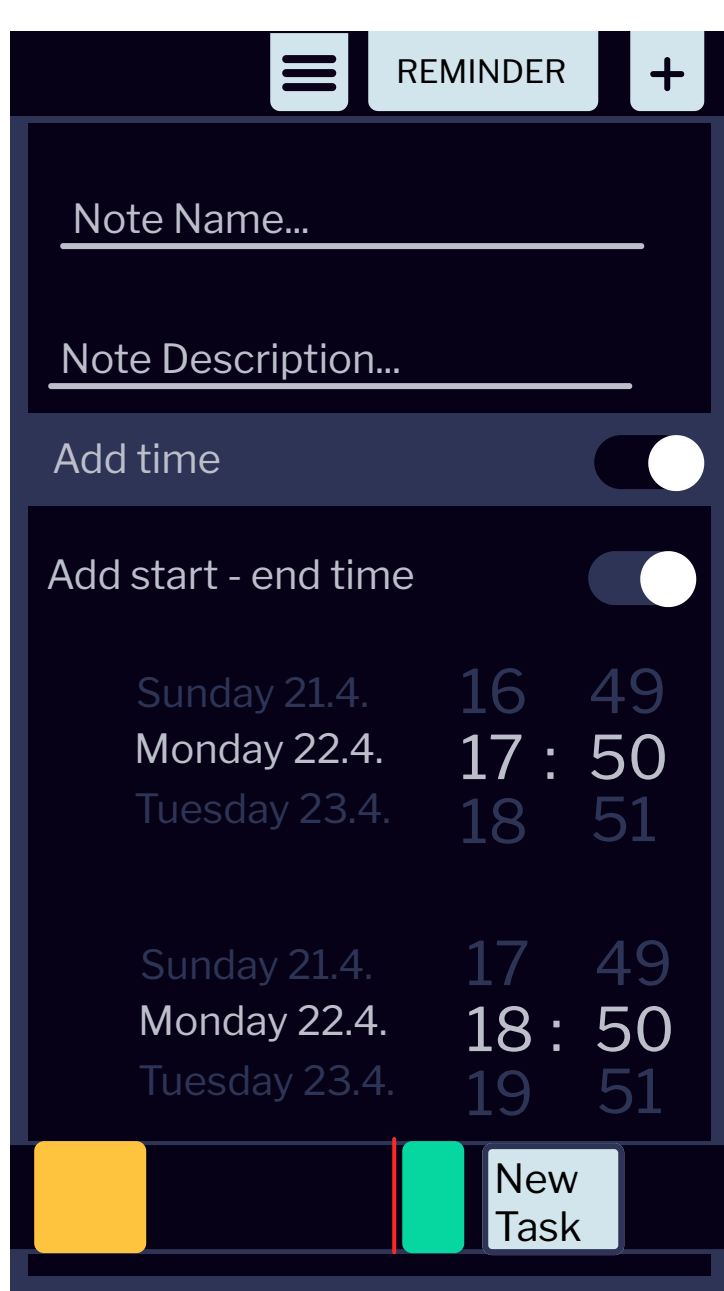 REMINDER +
Note Name...
Note Description...
Add time
Add start - end time
Sunday 21.4. 16 49
Monday 22.4. 17 : 50
Tuesday 23.4. 18 51
Sunday 21.4. 17 49
Monday 22.4. 18 : 50
Tuesday 23.4. 19 51
New
Task